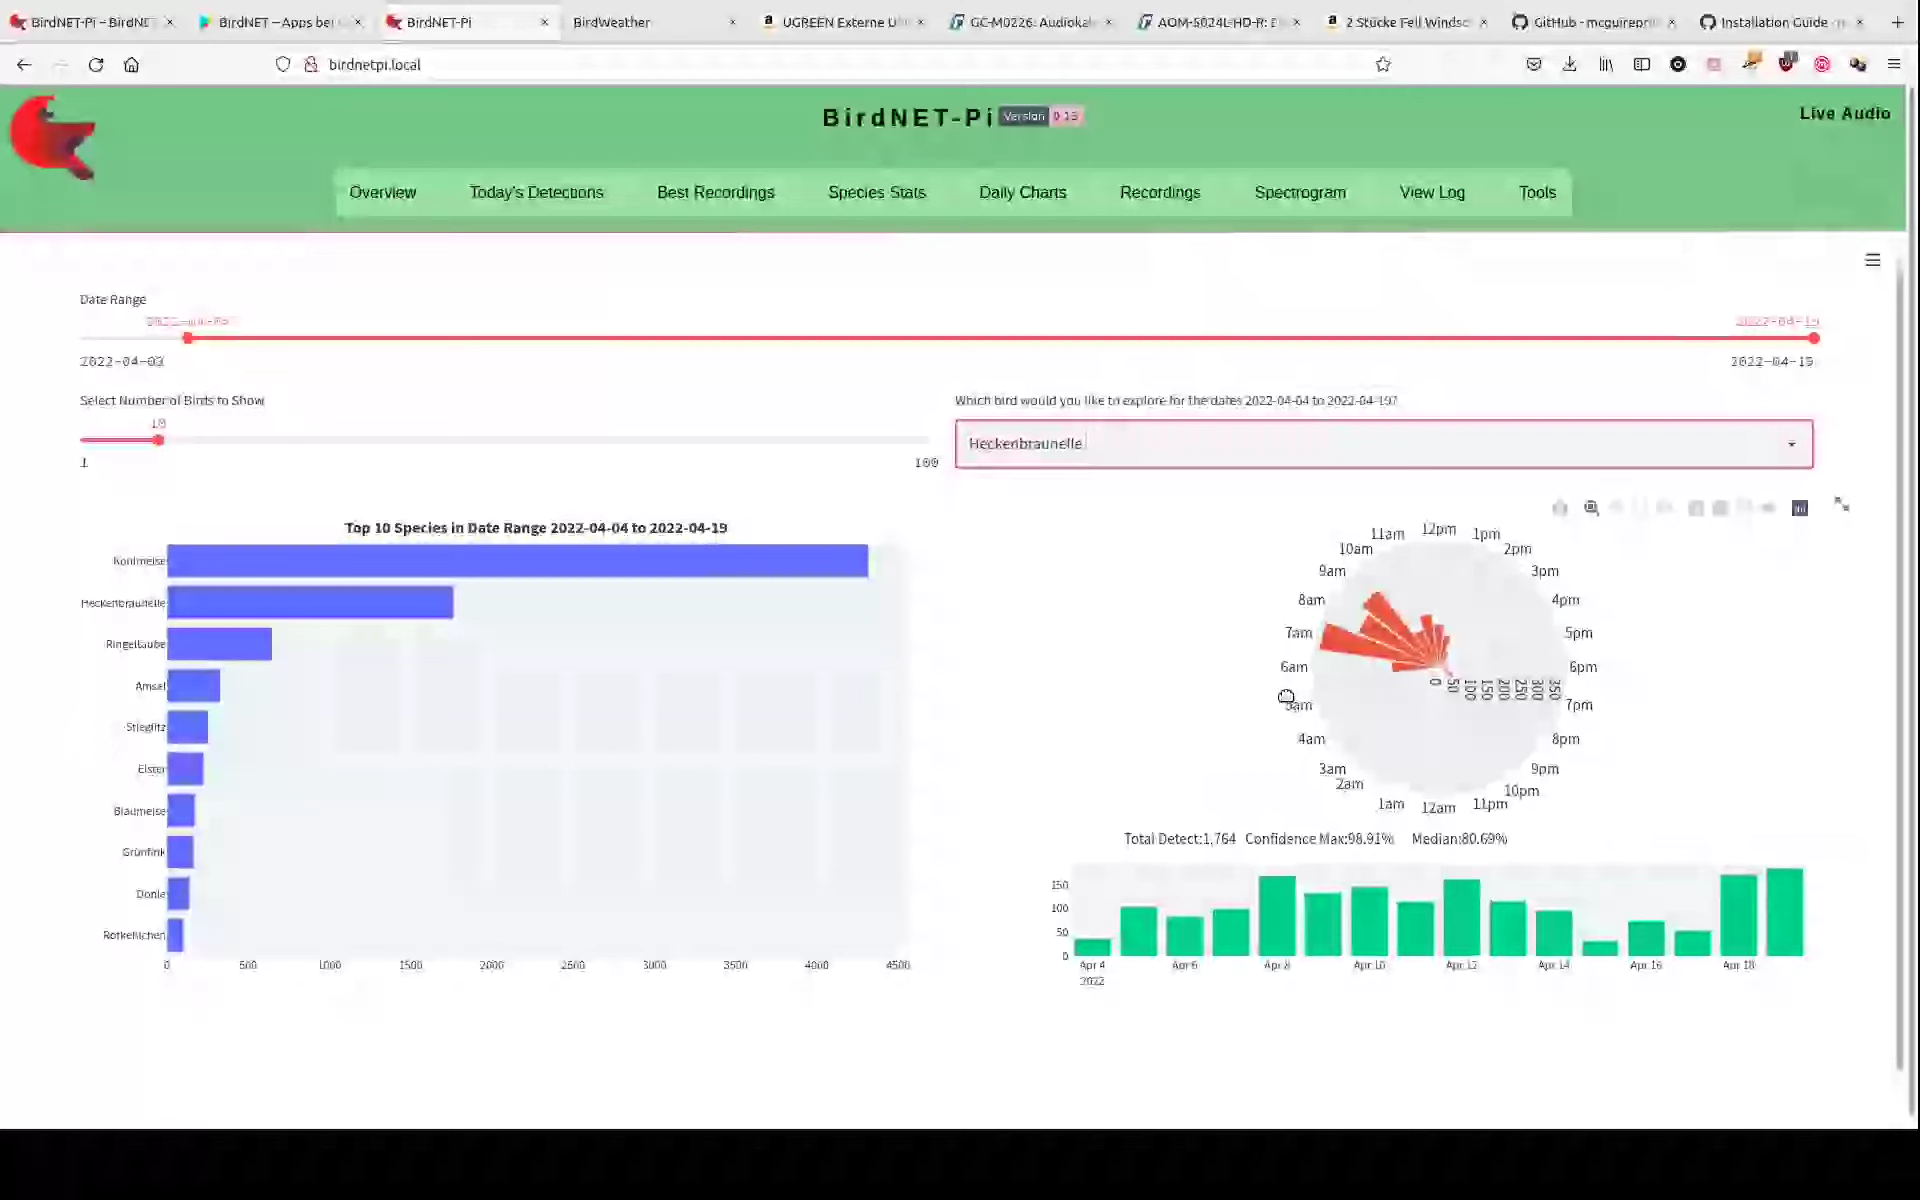 BirdNET-Pi – BirdNE
BirdNET – Apps bei
BirdNET-Pi
BirdWeather
UGREEN Externe U
GC-M0226: Audiokal
AOM-5024L-HD-R: E
2 Stücke Fell Windsc
GitHub - mcguirepr
Installation Guide
birdnetpi.local
BirdNET-Pi Version 0.13
Live Audio
Overview
Today's Detections
Best Recordings
Species Stats
Daily Charts
Recordings
Spectrogram
View Log
Tools
Date Range
2022-04-19
2022-04-03
2022-04-19
Select Number of Birds to Show
10
1
100
Which bird would you like to explore for the dates 2022-04-04 to 2022-04-19?
Heckenbraunelle
Top 10 Species in Date Range 2022-04-04 to 2022-04-19
Kohlmeise
Heckenbraunelle
Ringeltaube
Amsel
Stieglitz
Elster
Blaumeise
Grünfink
Dohle
Rotkehlchen
0 500 1000 1500 2000 2500 3000 3500 4000 4500
12pm
1pm
2pm
3pm
4pm
5pm
6pm
7pm
8pm
9pm
10pm
11pm
12am
1am
2am
3am
4am
5am
6am
7am
8am
9am
10am
11am
0 50 100 150 200 250 300 350
Total Detect:1,764 Confidence Max:98.91% Median:80.69%
150
100
50
0
Apr 4 Apr 6 Apr 8 Apr 10 Apr 12 Apr 14 Apr 16 Apr 18
2022